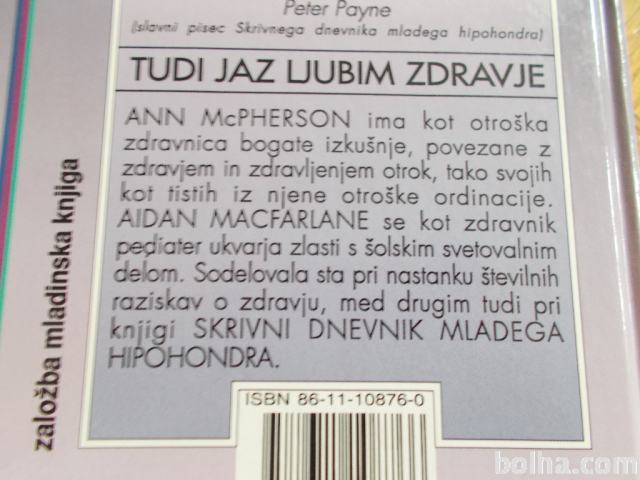 Peter Payne
(slavni pisec Skrivnega dnevnika mladega hipohondra)
TUDI JAZ LJUBIM ZDRAVJE
ANN McPHERSON ima kot otroška
zdravnica bogate izkušnje, povezane z
zdravjem in zdravljenjem otrok, tako svojih
kot tistih iz njene otroške ordinacije.
AIDAN MACFARLANE se kot zdravnik
pediater ukvarja zlasti s šolskim svetovalnim
delom. Sodelovala sta pri nastanku številnih
raziskav o zdravju, med drugim tudi pri
knjigi SKRIVNI DNEVNIK MLADEGA
HIPOHONDRA.
založba mladinska knjiga
ISBN 86-11-10876-0
bolha.com